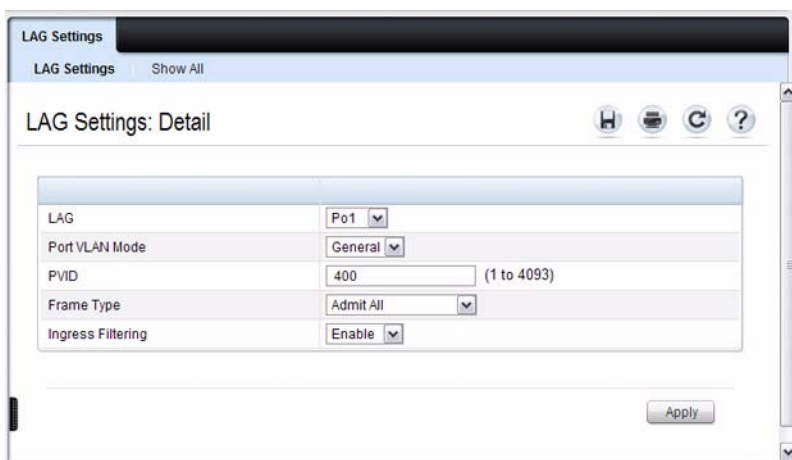 LAG Settings
LAG Settings Show All
LAG Settings: Detail
LAG Po1
Port VLAN Mode General
PVID 400 (1 to 4093)
Frame Type Admit All
Ingress Filtering Enable
Apply